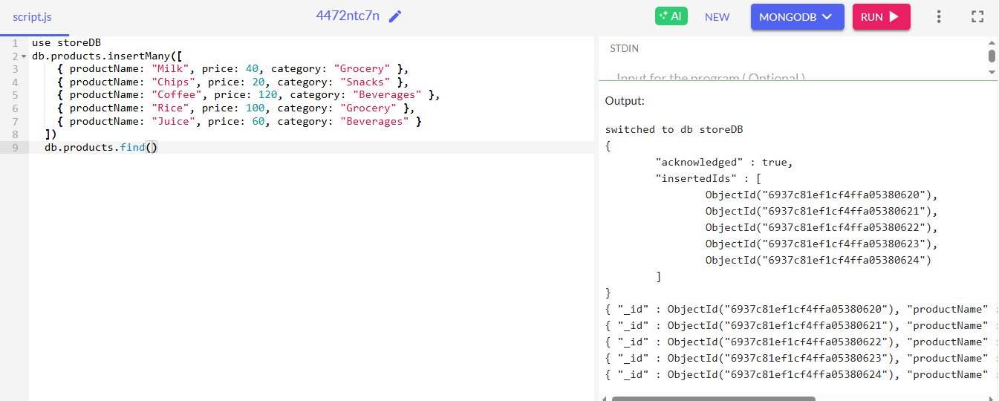 script.js
4472ntc7n
AI
NEW
MONGODB
RUN
1 use storeDB
2 db.products.insertMany([
3 { productName: "Milk", price: 40, category: "Grocery" },
4 { productName: "Chips", price: 20, category: "Snacks" },
5 { productName: "Coffee", price: 120, category: "Beverages" },
6 { productName: "Rice", price: 100, category: "Grocery" },
7 { productName: "Juice", price: 60, category: "Beverages" }
8 ])
9 db.products.find()
STDIN
Input for the program ( Optional )
Output:
switched to db storeDB
{
"acknowledged" : true,
"insertedIds" : [
ObjectId("6937c81ef1cf4ffa05380620"),
ObjectId("6937c81ef1cf4ffa05380621"),
ObjectId("6937c81ef1cf4ffa05380622"),
ObjectId("6937c81ef1cf4ffa05380623"),
ObjectId("6937c81ef1cf4ffa05380624")
]
}
{ "_id" : ObjectId("6937c81ef1cf4ffa05380620"), "productName" :
{ "_id" : ObjectId("6937c81ef1cf4ffa05380621"), "productName" :
{ "_id" : ObjectId("6937c81ef1cf4ffa05380622"), "productName" :
{ "_id" : ObjectId("6937c81ef1cf4ffa05380623"), "productName" :
{ "_id" : ObjectId("6937c81ef1cf4ffa05380624"), "productName" :